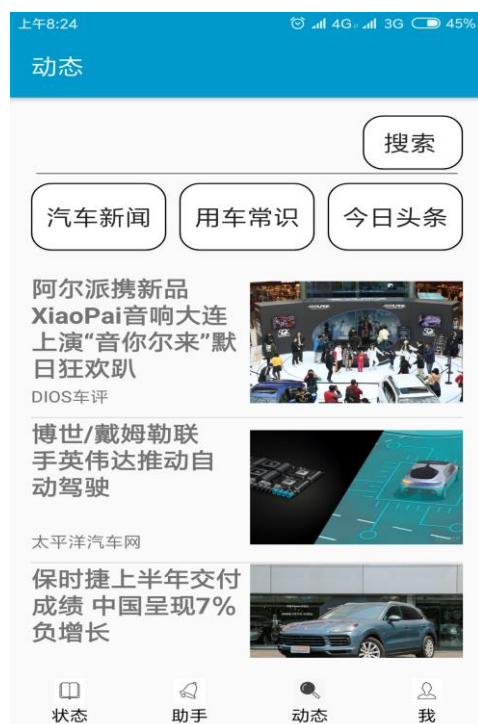 上午8:24 4G 3G 45%
动态
搜索
汽车新闻 用车常识 今日头条
阿尔派携新品
XiaoPai音响大连
上演“音你尔来”默
日狂欢趴
DIOS车评
博世/戴姆勒联
手英伟达推动自
动驾驶
太平洋汽车网
保时捷上半年交付
成绩 中国呈现7%
负增长
状态 助手 动态 我